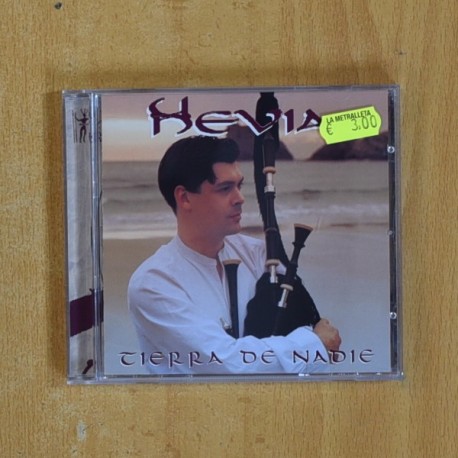 HEVIA
LA METRALLETA
€ 3.00
TIERRA DE NADIE